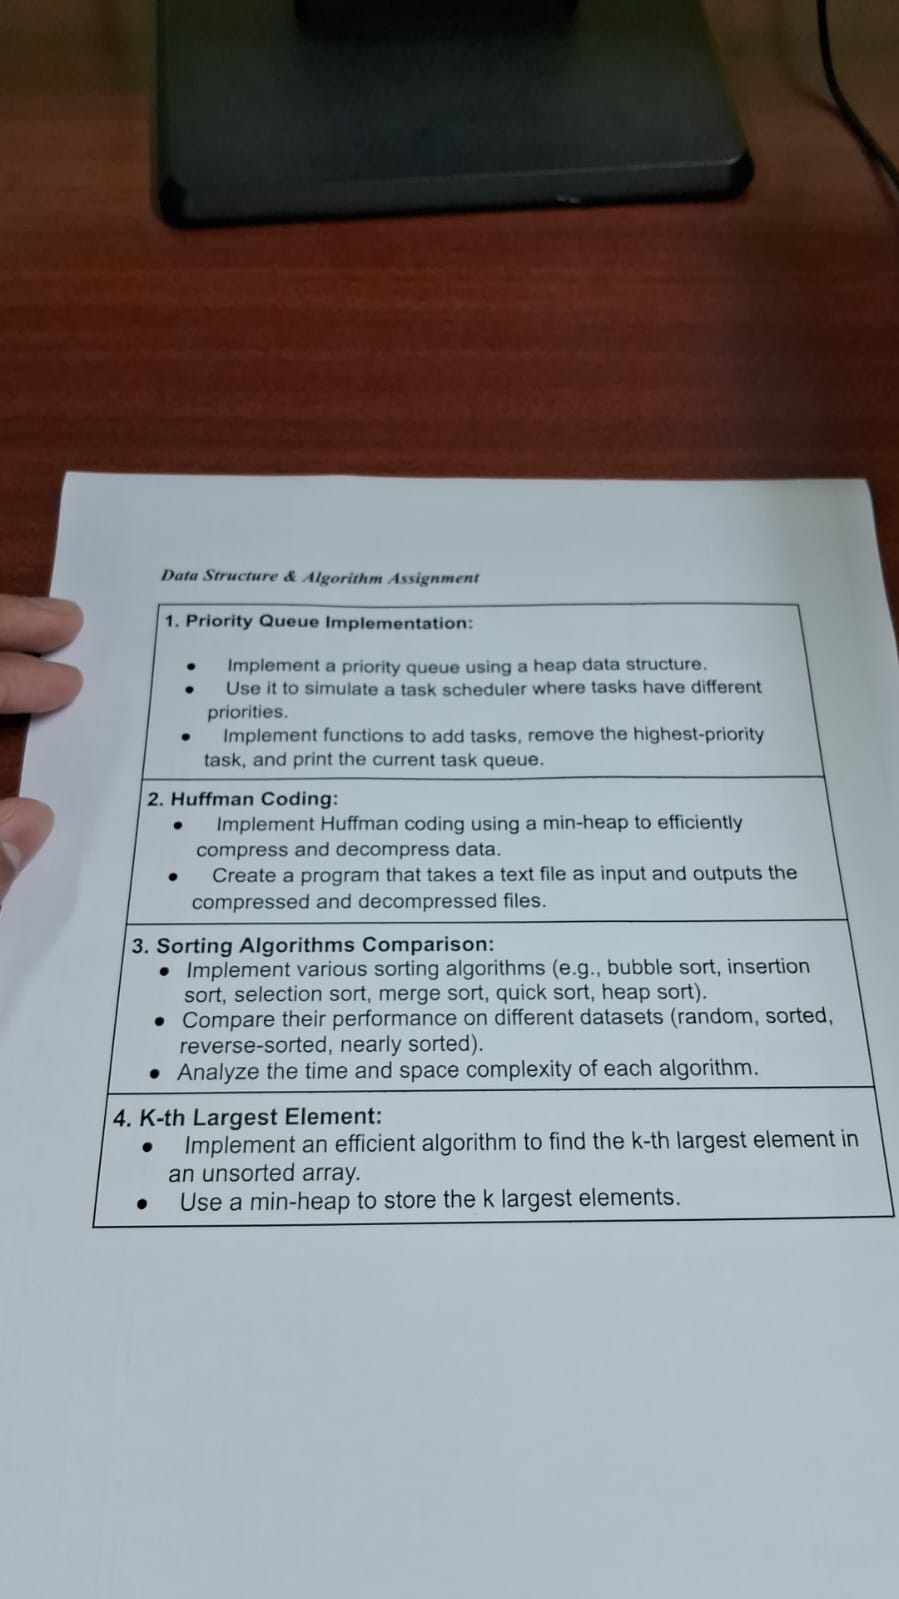 Data Structure & Algorithm Assignment
1. Priority Queue Implementation:
• Implement a priority queue using a heap data structure.
• Use it to simulate a task scheduler where tasks have different
priorities.
• Implement functions to add tasks, remove the highest-priority
task, and print the current task queue.
2. Huffman Coding:
• Implement Huffman coding using a min-heap to efficiently
compress and decompress data.
• Create a program that takes a text file as input and outputs the
compressed and decompressed files.
3. Sorting Algorithms Comparison:
• Implement various sorting algorithms (e.g., bubble sort, insertion
sort, selection sort, merge sort, quick sort, heap sort).
• Compare their performance on different datasets (random, sorted,
reverse-sorted, nearly sorted).
• Analyze the time and space complexity of each algorithm.
4. K-th Largest Element:
• Implement an efficient algorithm to find the k-th largest element in
an unsorted array.
• Use a min-heap to store the k largest elements.